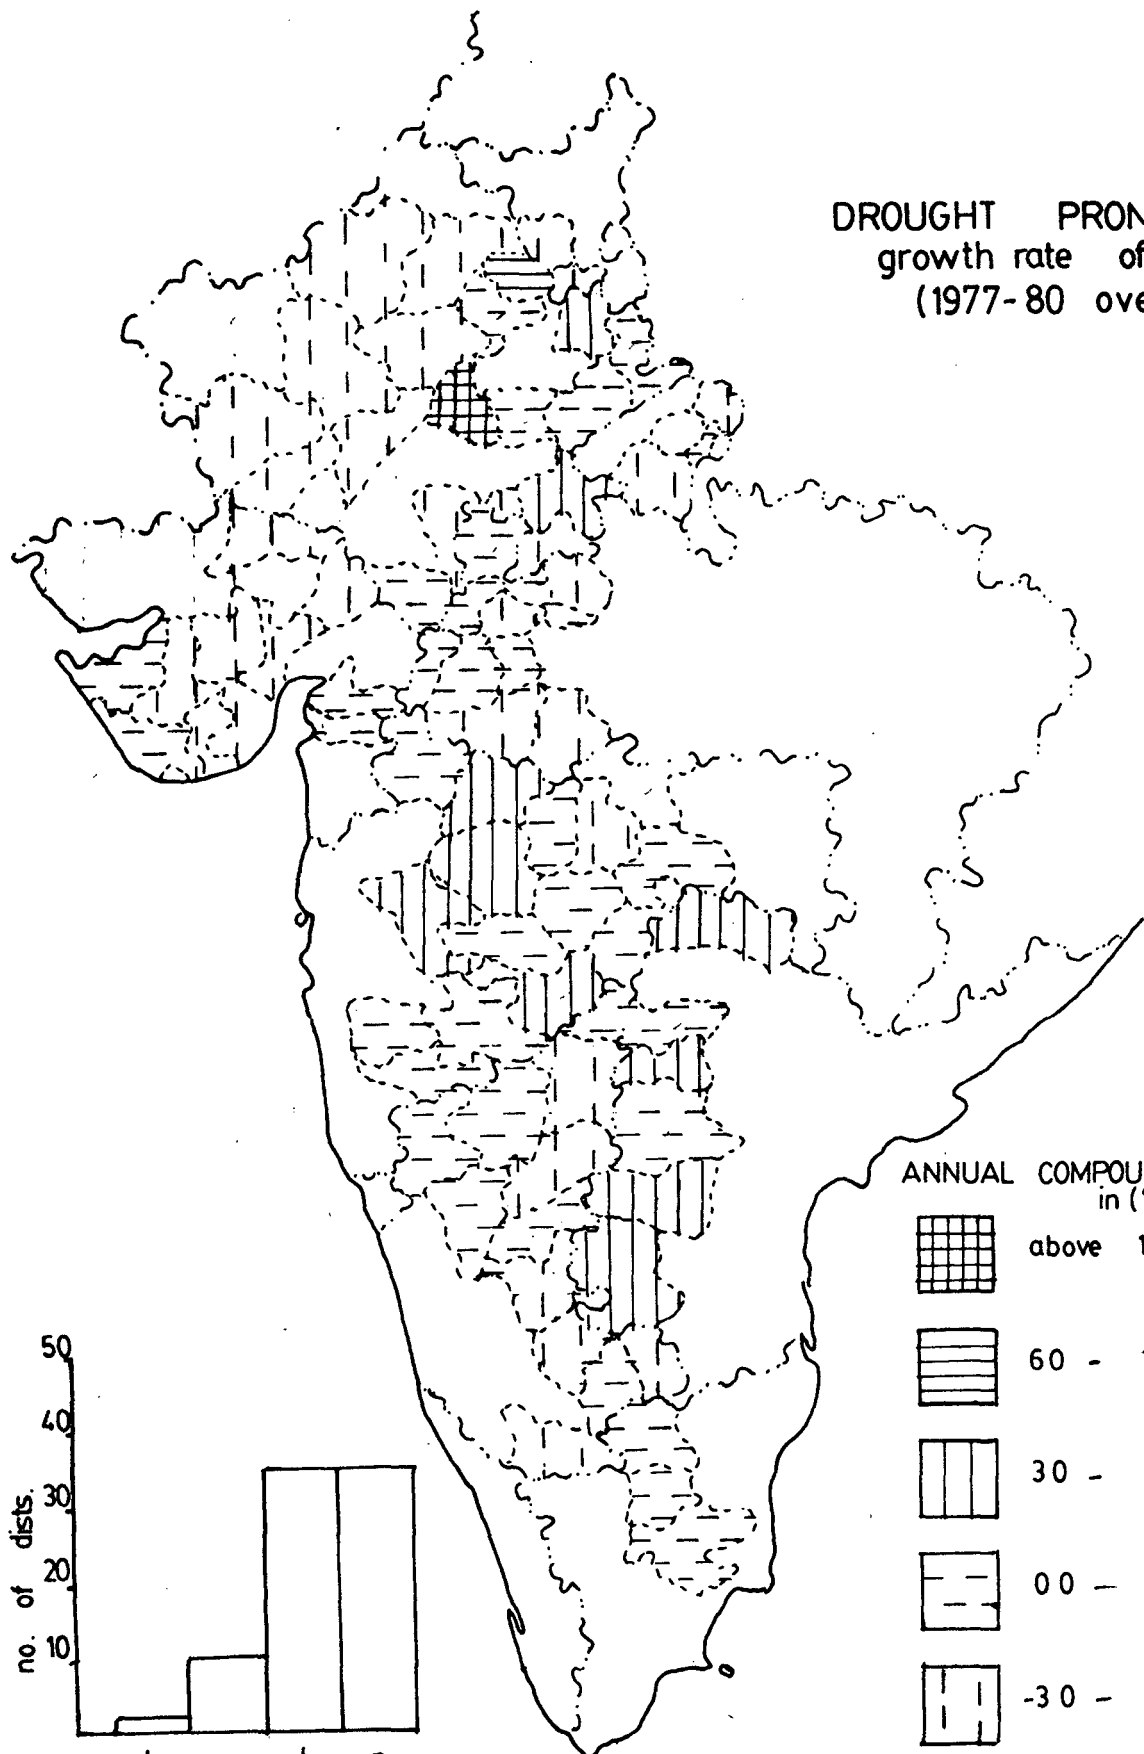 DROUGHT PRON
growth rate of
(1977-80 ove
ANNUAL COMPOU
in (
above 1
60 -
30 -
00 -
-30 -
50
40
30
20
10
no. of dists.